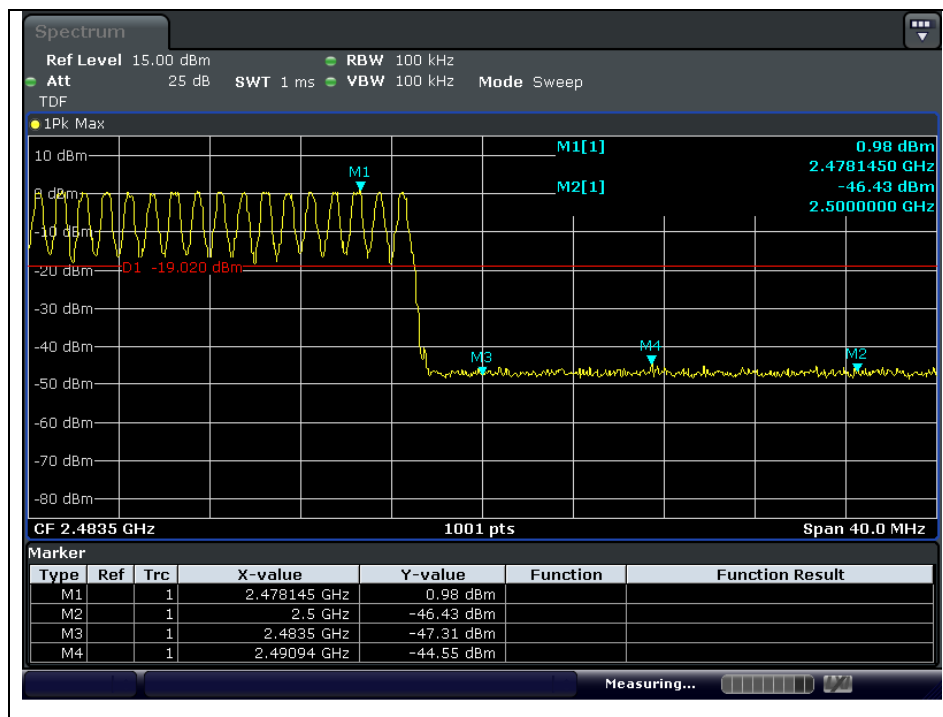 Spectrum
Ref Level 15.00 dBm RBW 100 kHz
Att 25 dB SWT 1 ms VBW 100 kHz Mode Sweep
TDF
1Pk Max
M1[1] 0.98 dBm
2.4781450 GHz
M2[1] -46.43 dBm
2.5000000 GHz
10 dBm
M1
0 dBm
-10 dBm
-20 dBm
D1 -19.020 dBm
-30 dBm
-40 dBm
M3
M4
M2
-50 dBm
-60 dBm
-70 dBm
-80 dBm
CF 2.4835 GHz 1001 pts Span 40.0 MHz
Marker
Type Ref Trc X-value Y-value Function Function Result
M1 1 2.478145 GHz 0.98 dBm
M2 1 2.5 GHz -46.43 dBm
M3 1 2.4835 GHz -47.31 dBm
M4 1 2.49094 GHz -44.55 dBm
Measuring...